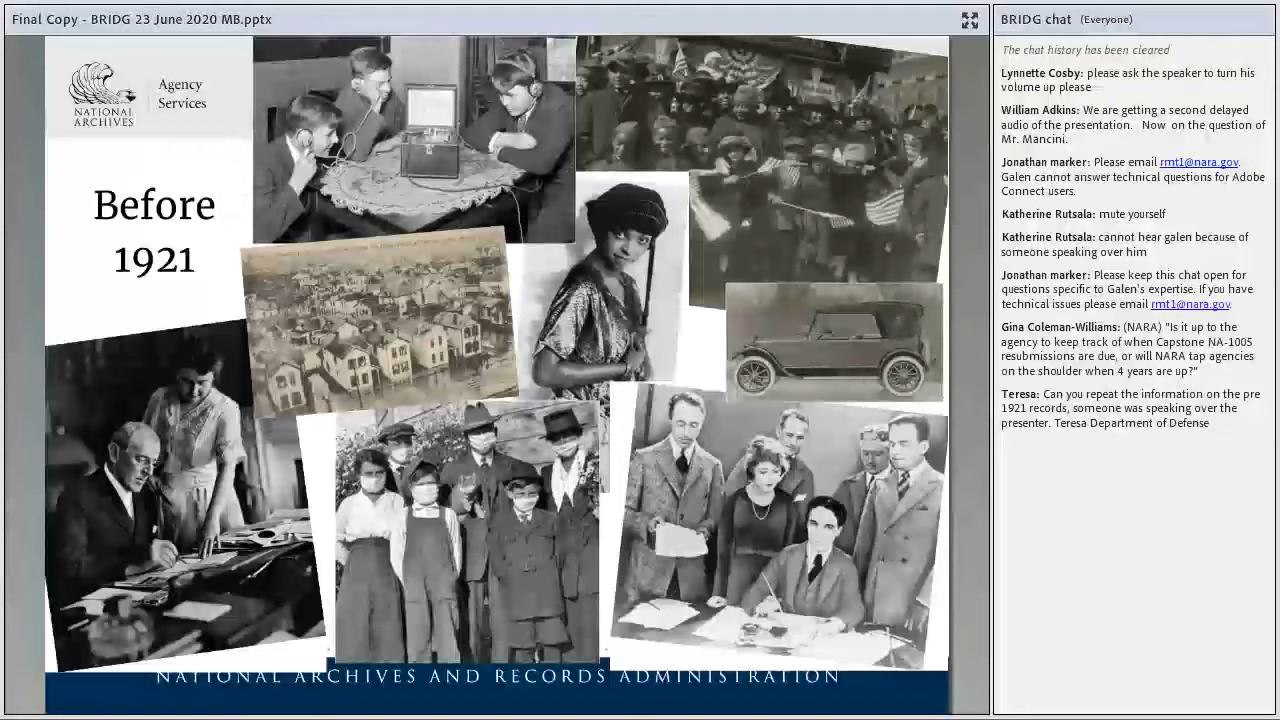 Final Copy - BRIDG 23 June 2020 MB.pptx
NATIONAL
ARCHIVES
Agency
Services
Before
1921
NATIONAL ARCHIVES AND RECORDS ADMINISTRATION
BRIDG chat (Everyone)
The chat history has been cleared
Lynnette Cosby: please ask the speaker to turn his
volume up please
William Adkins: We are getting a second delayed
audio of the presentation. Now on the question of
Mr. Mancini.
Jonathan marker: Please email rmt1@nara.gov.
Galen cannot answer technical questions for Adobe
Connect users.
Katherine Rutsala: mute yourself
Katherine Rutsala: cannot hear galen because of
someone speaking over him
Jonathan marker: Please keep this chat open for
questions specific to Galen's expertise. If you have
technical issues please email rmt1@nara.gov.
Gina Coleman-Williams: (NARA) "Is it up to the
agency to keep track of when Capstone NA-1005
resubmissions are due, or will NARA tap agencies
on the shoulder when 4 years are up?"
Teresa: Can you repeat the information on the pre
1921 records, someone was speaking over the
presenter. Teresa Department of Defense